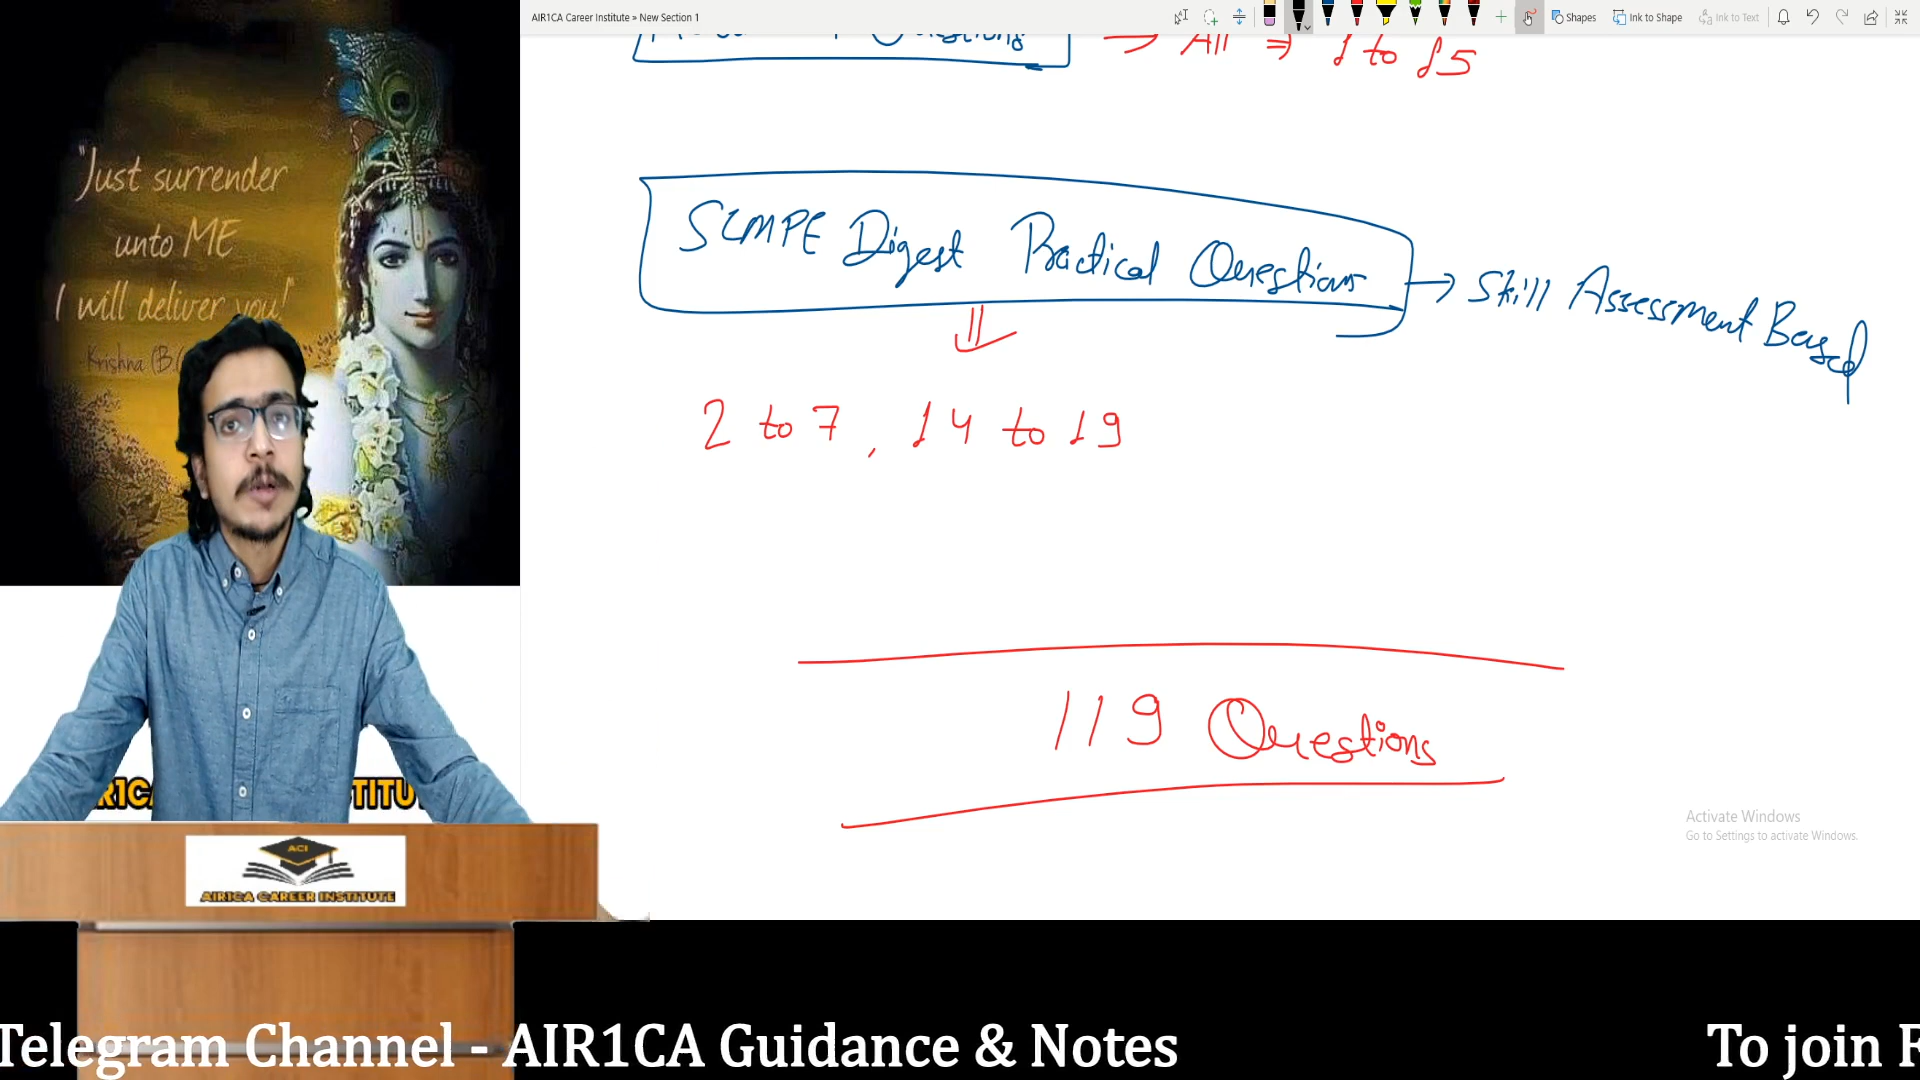 AIR1CA Career Institute » New Section 1
Shapes
Ink to Shape
Ink to Text
Questions → All ⇒ 1 to 15
"Just surrender
unto ME
I will deliver you!"
Krishna (B.
SCMPE Digest Practical Questions → Skill Assessment Based
2 to 7, 14 to 19
119 Questions
Activate Windows
Go to Settings to activate Windows.
ACI
AIR1CA CAREER INSTITUTE
Telegram Channel - AIR1CA Guidance & Notes
To join F